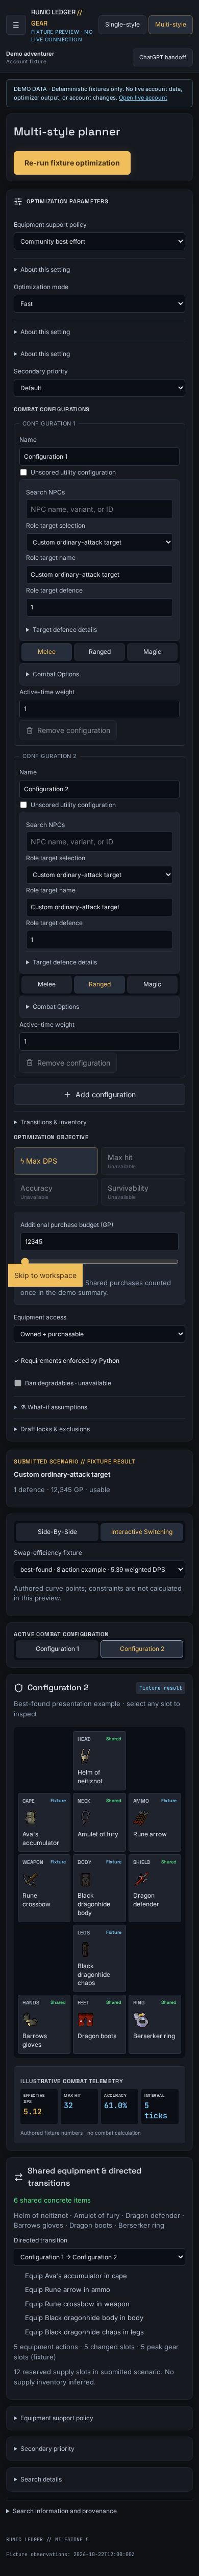 RUNIC LEDGER //
GEAR
FIXTURE PREVIEW · NO
LIVE CONNECTION
Single-style
Multi-style
Demo adventurer
Account fixture
ChatGPT handoff
DEMO DATA · Deterministic fixtures only. No live account data,
optimizer output, or account changes. Open live account
Multi-style planner
Re-run fixture optimization
OPTIMIZATION PARAMETERS
Equipment support policy
Community best effort
About this setting
Optimization mode
Fast
About this setting
About this setting
Secondary priority
Default
COMBAT CONFIGURATIONS
CONFIGURATION 1
Name
Configuration 1
Unscored utility configuration
Search NPCs
NPC name, variant, or ID
Role target selection
Custom ordinary-attack target
Role target name
Custom ordinary-attack target
Role target defence
1
Target defence details
Melee
Ranged
Magic
Combat Options
Active-time weight
1
Remove configuration
CONFIGURATION 2
Name
Configuration 2
Unscored utility configuration
Search NPCs
NPC name, variant, or ID
Role target selection
Custom ordinary-attack target
Role target name
Custom ordinary-attack target
Role target defence
1
Target defence details
Melee
Ranged
Magic
Combat Options
Active-time weight
1
Remove configuration
+ Add configuration
Transitions & inventory
OPTIMIZATION OBJECTIVE
ϟ Max DPS
Max hit
Unavailable
Accuracy
Unavailable
Survivability
Unavailable
Additional purchase budget (GP)
12345
Skip to workspace
Shared purchases counted
once in the demo summary.
Equipment access
Owned + purchasable
✓ Requirements enforced by Python
Ban degradables · unavailable
⚗ What-if assumptions
Draft locks & exclusions
SUBMITTED SCENARIO // FIXTURE RESULT
Custom ordinary-attack target
1 defence · 12,345 GP · usable
Side-By-Side
Interactive Switching
Swap-efficiency fixture
best-found · 8 action example · 5.39 weighted DPS
Authored curve points; constraints are not calculated
in this preview.
ACTIVE COMBAT CONFIGURATION
Configuration 1
Configuration 2
Configuration 2
Fixture result
Best-found presentation example · select any slot to
inspect
HEAD
Shared
Helm of
neitiznot
CAPE
Fixture
Ava's
accumulator
NECK
Shared
Amulet of fury
AMMO
Fixture
Rune arrow
WEAPON
Fixture
Rune
crossbow
BODY
Fixture
Black
dragonhide
body
SHIELD
Shared
Dragon
defender
LEGS
Fixture
Black
dragonhide
chaps
HANDS
Shared
Barrows
gloves
FEET
Shared
Dragon boots
RING
Shared
Berserker ring
ILLUSTRATIVE COMBAT TELEMETRY
EFFECTIVE
DPS
5.12
MAX HIT
32
ACCURACY
61.0%
INTERVAL
5
ticks
Authored fixture numbers · no combat calculation
Shared equipment & directed
transitions
6 shared concrete items
Helm of neitiznot · Amulet of fury · Dragon defender ·
Barrows gloves · Dragon boots · Berserker ring
Directed transition
Configuration 1 → Configuration 2
Equip Ava's accumulator in cape
Equip Rune arrow in ammo
Equip Rune crossbow in weapon
Equip Black dragonhide body in body
Equip Black dragonhide chaps in legs
5 equipment actions · 5 changed slots · 5 peak gear
slots (fixture)
12 reserved supply slots in submitted scenario. No
supply inventory inferred.
Equipment support policy
Secondary priority
Search details
Search information and provenance
RUNIC LEDGER // MILESTONE 5
Fixture observations: 2026-10-22T12:00:00Z